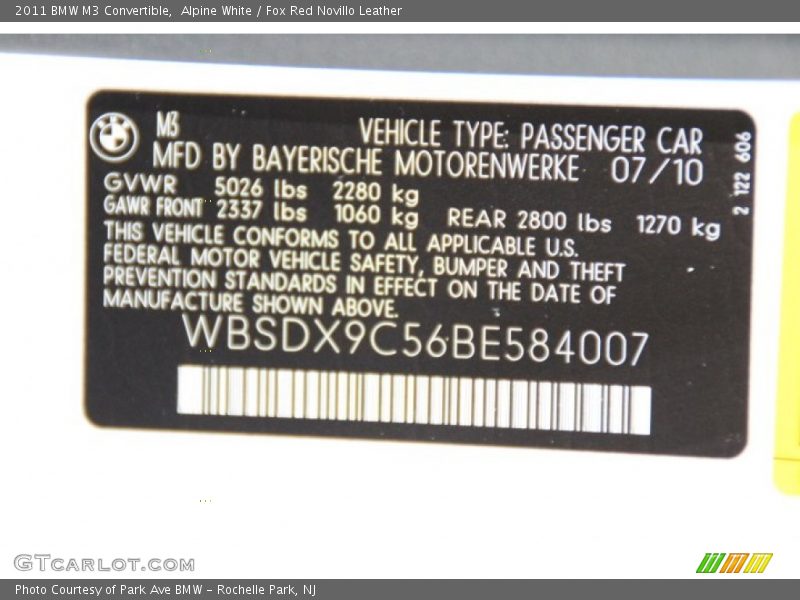 2011 BMW M3 Convertible,  Alpine White / Fox Red Novillo Leather
M3
VEHICLE TYPE: PASSENGER CAR
MFD BY BAYERISCHE MOTORENWERKE 07/10
GVWR 5026 lbs 2280 kg
GAWR FRONT 2337 lbs 1060 kg REAR 2800 lbs 1270 kg
THIS VEHICLE CONFORMS TO ALL APPLICABLE U.S.
FEDERAL MOTOR VEHICLE SAFETY, BUMPER AND THEFT
PREVENTION STANDARDS IN EFFECT ON THE DATE OF
MANUFACTURE SHOWN ABOVE.
WBSDX9C56BE584007
2 122 606
GTCARLOT.COM
Photo Courtesy of Park Ave BMW - Rochelle Park, NJ